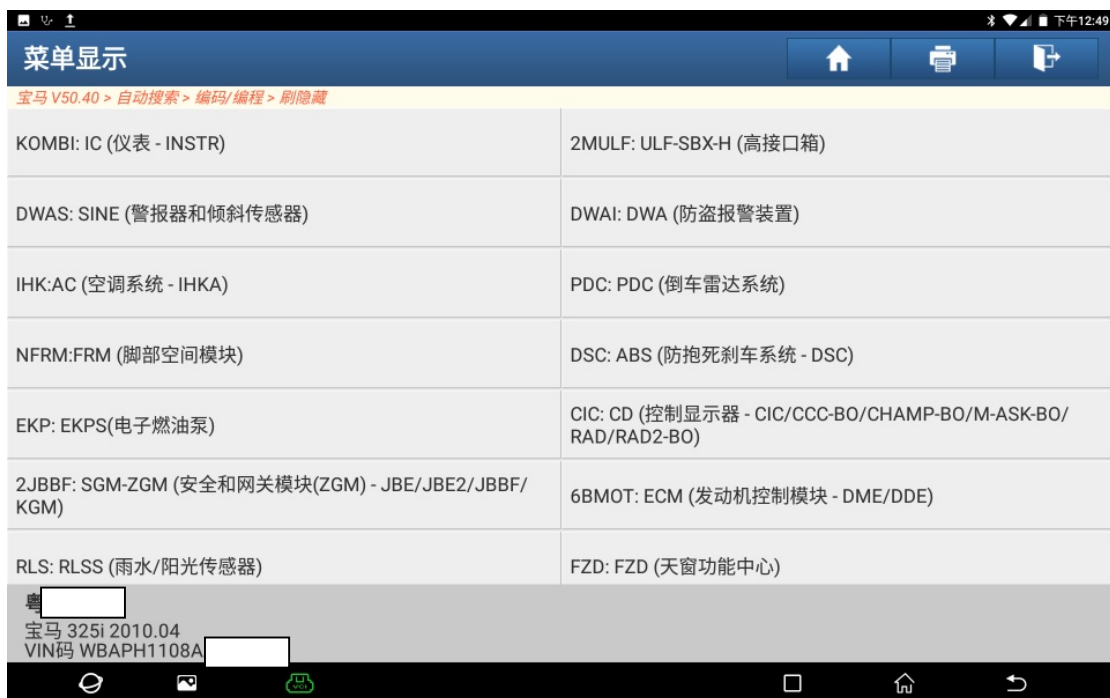 下午12:49
菜单显示
宝马 V50.40 > 自动搜索 > 编码/编程 > 刷隐藏
KOMBI: IC (仪表 - INSTR)
2MULF: ULF-SBX-H (高接口箱)
DWAS: SINE (警报器和倾斜传感器)
DWAI: DWA (防盗报警装置)
IHK:AC (空调系统 - IHKA)
PDC: PDC (倒车雷达系统)
NFRM:FRM (脚部空间模块)
DSC: ABS (防抱死刹车系统 - DSC)
EKP: EKPS(电子燃油泵)
CIC: CD (控制显示器 - CIC/CCC-BO/CHAMP-BO/M-ASK-BO/
RAD/RAD2-BO)
2JBBF: SGM-ZGM (安全和网关模块(ZGM) - JBE/JBE2/JBBF/
KGM)
6BMOT: ECM (发动机控制模块 - DME/DDE)
RLS: RLSS (雨水/阳光传感器)
FZD: FZD (天窗功能中心)
粤
宝马 325i 2010.04
VIN码 WBAPH1108A
VCI